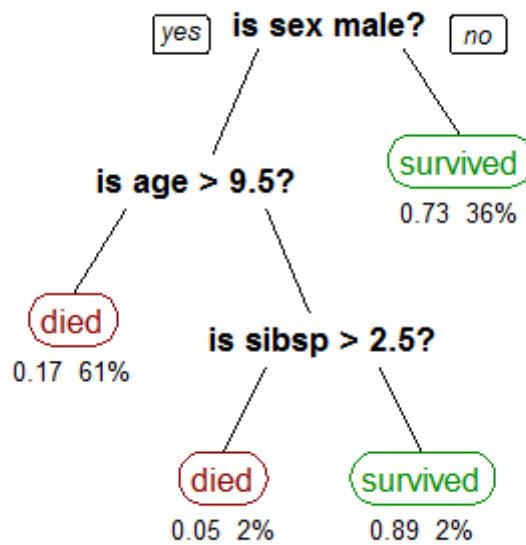 yes is sex male? no
is age > 9.5?
survived
0.73 36%
died
0.17 61%
is sibsp > 2.5?
died survived
0.05 2% 0.89 2%